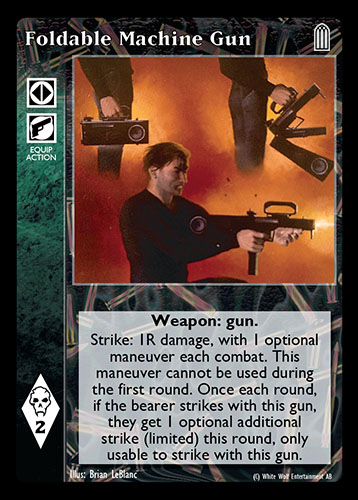 Foldable Machine Gun
EQUIP
ACTION
Weapon: gun.
Strike: 1R damage, with 1 optional
maneuver each combat. This
maneuver cannot be used during
the first round. Once each round,
if the bearer strikes with this gun,
they get 1 optional additional
strike (limited) this round, only
usable to strike with this gun.
2
Illus: Brian LeBlanc
(C) White Wolf Entertainment AB